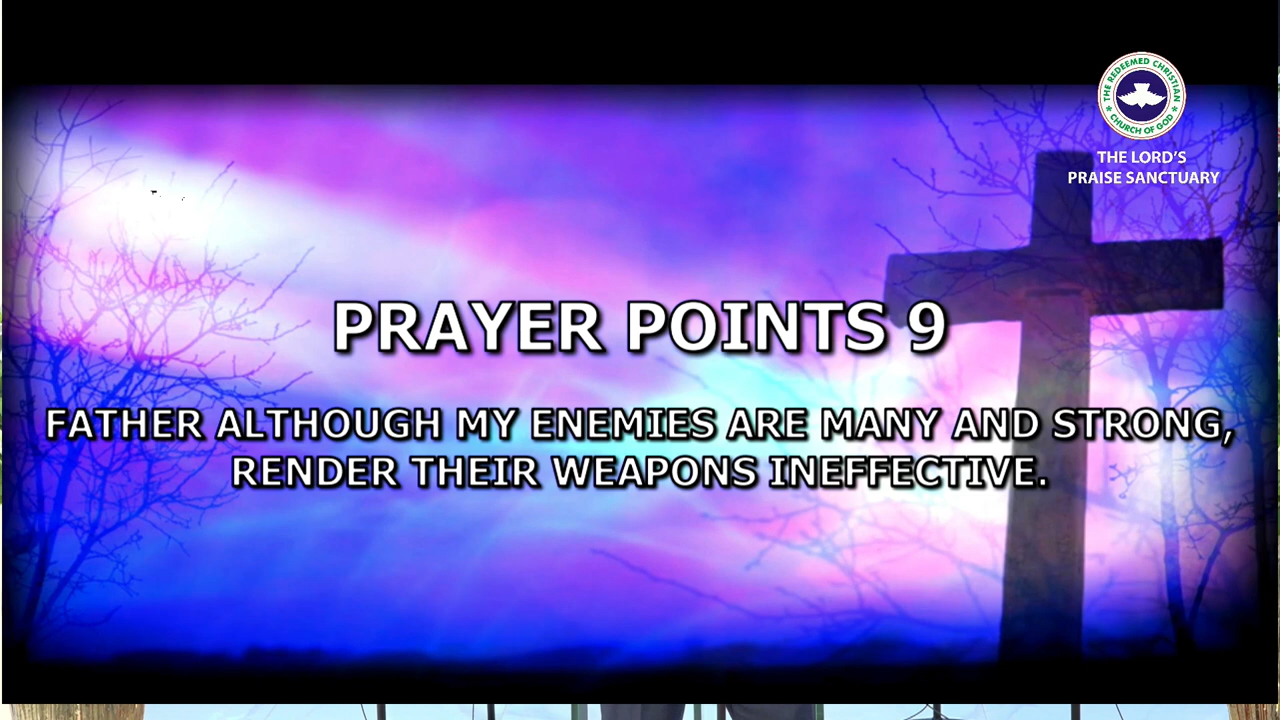 THE REDEEMED CHRISTIAN
CHURCH OF GOD
THE LORD'S
PRAISE SANCTUARY
PRAYER POINTS 9
FATHER ALTHOUGH MY ENEMIES ARE MANY AND STRONG,
RENDER THEIR WEAPONS INEFFECTIVE.